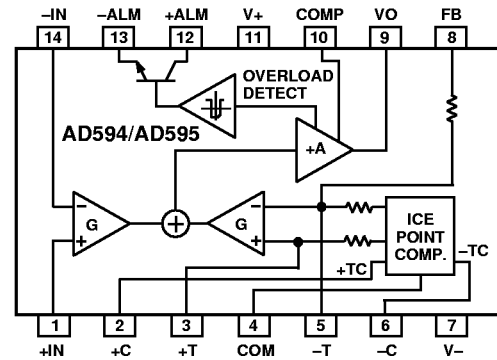 –IN –ALM +ALM V+ COMP VO FB
14 13 12 11 10 9 8
OVERLOAD
DETECT
AD594/AD595
+A
– G +
+
– G +
ICE
POINT
COMP.
–TC
+TC
1 2 3 4 5 6 7
+IN +C +T COM –T –C V–